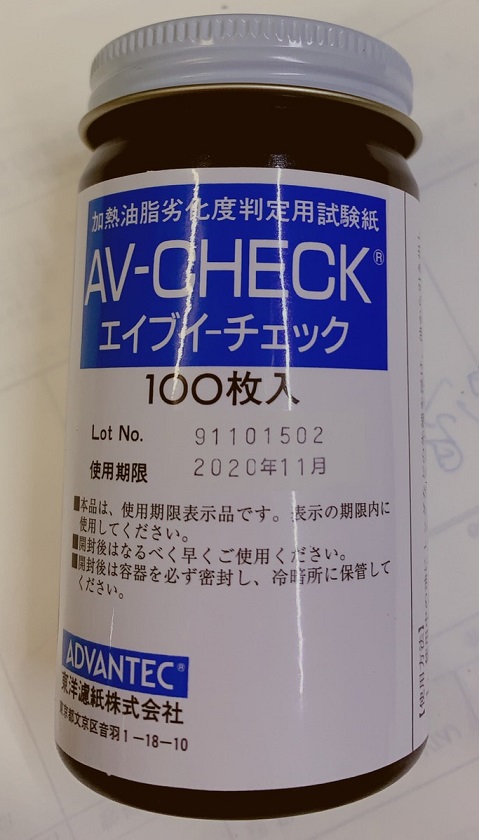 加熱油脂劣化度判定用試験紙
AV-CHECK®
エイブイーチェック
100枚入
Lot No. 91101502
使用期限 2020年11月
■本品は、使用期限表示品です。表示の期限内に
使用してください。
■開封後はなるべく早くご使用ください。
■開封後は容器を必ず密封し、冷暗所に保管して
ください。
ADVANTEC®
東洋濾紙株式会社
東京都文京区音羽1-18-10
【使用方法】